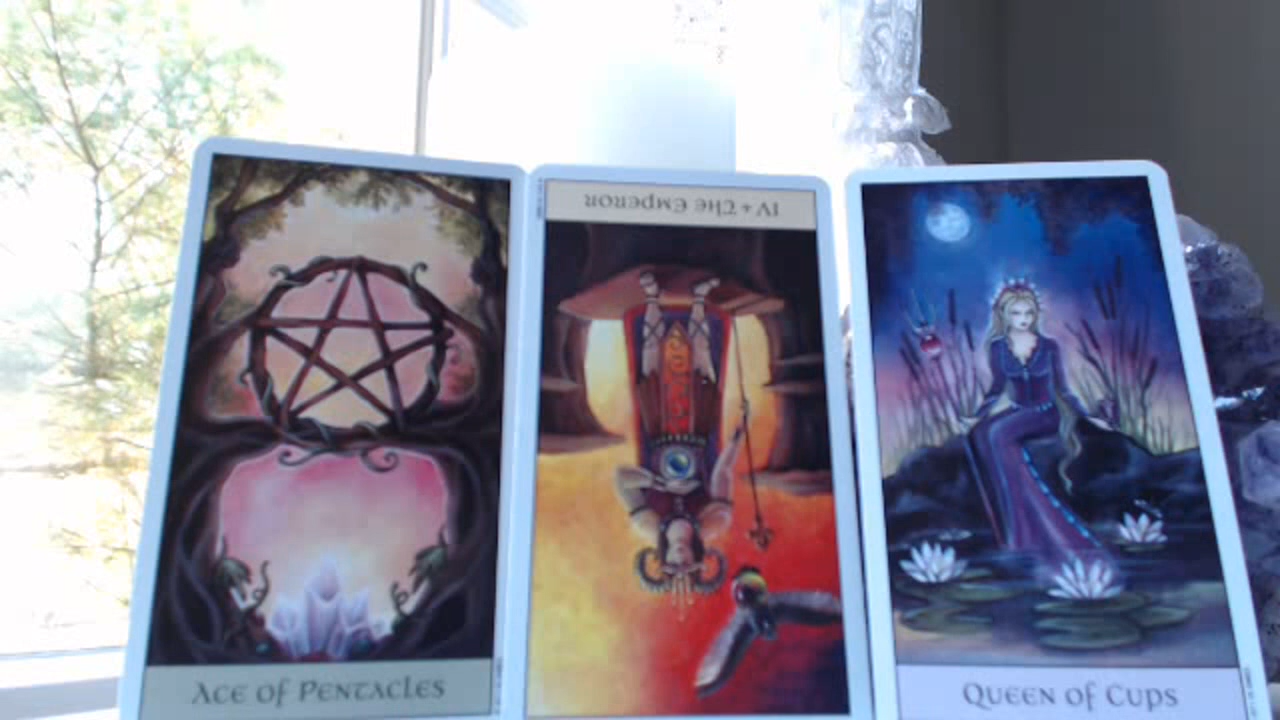 IV + The Emperor
Ace of Pentacles
Queen of Cups